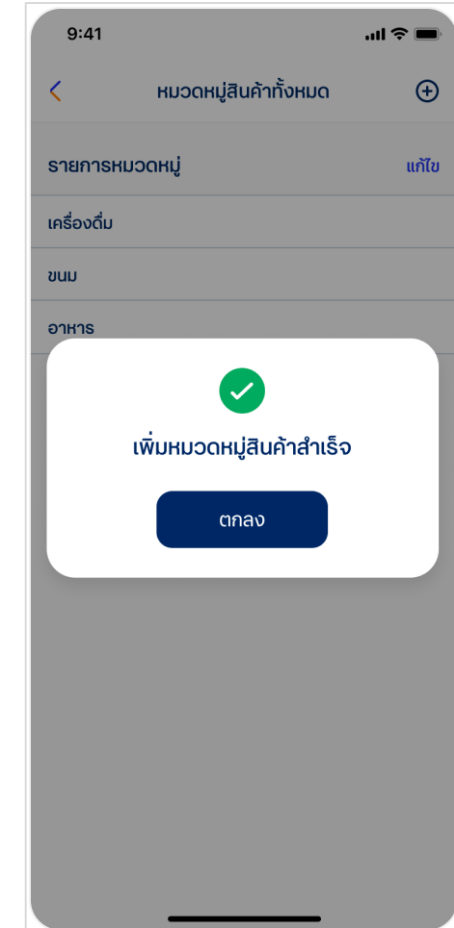 9:41
หมวดหมู่สินค้าทั้งหมด
รายการหมวดหมู่ แก้ไข
เครื่องดื่ม
ขนม
อาหาร
เพิ่มหมวดหมู่สินค้าสำเร็จ
ตกลง